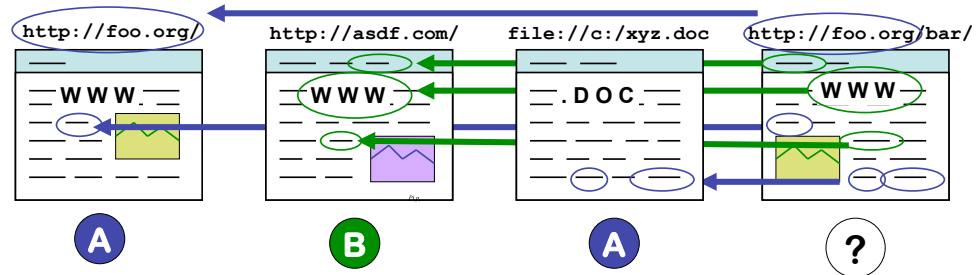 http://foo.org/ http://asdf.com/ file://c:/xyz.doc http://foo.org/bar/
WWW WWW .DOC WWW
A B A ?